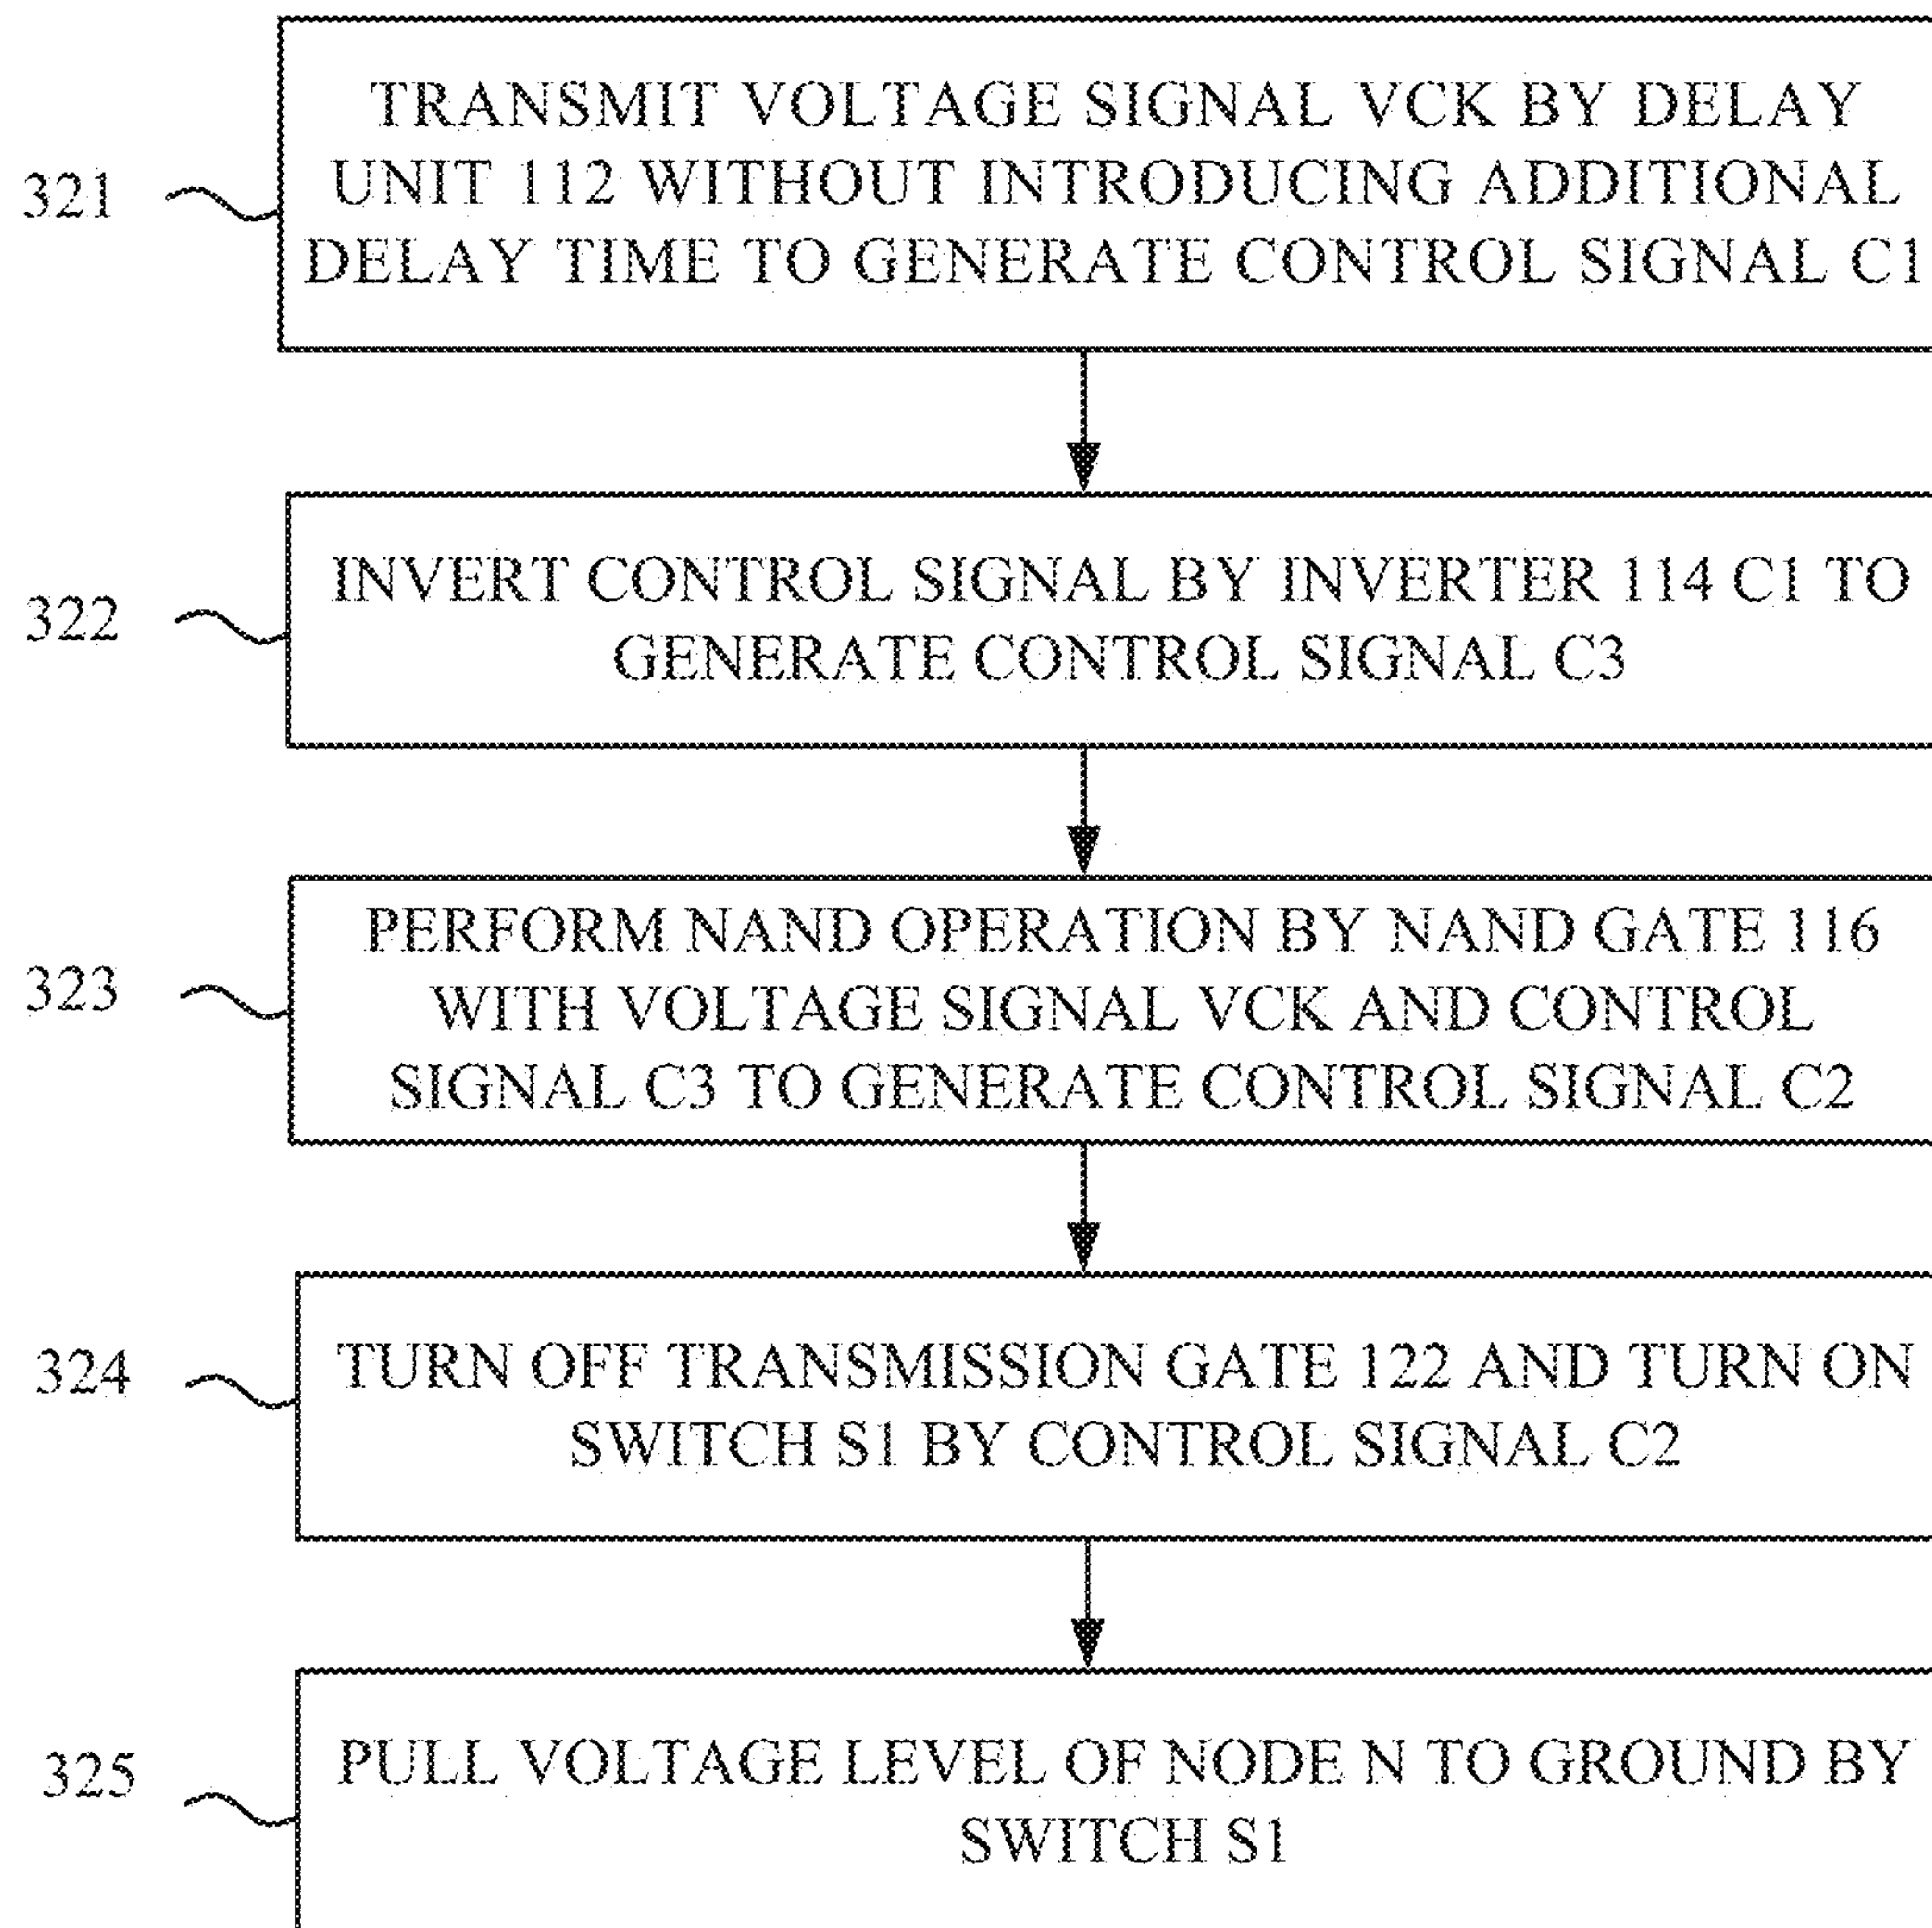 TRANSMIT VOLTAGE SIGNAL VCK BY DELAY
UNIT 112 WITHOUT INTRODUCING ADDITIONAL
DELAY TIME TO GENERATE CONTROL SIGNAL C1
321
INVERT CONTROL SIGNAL BY INVERTER 114 C1 TO
GENERATE CONTROL SIGNAL C3
322
PERFORM NAND OPERATION BY NAND GATE 116
WITH VOLTAGE SIGNAL VCK AND CONTROL
SIGNAL C3 TO GENERATE CONTROL SIGNAL C2
323
TURN OFF TRANSMISSION GATE 122 AND TURN ON
SWITCH S1 BY CONTROL SIGNAL C2
324
PULL VOLTAGE LEVEL OF NODE N TO GROUND BY
SWITCH S1
325